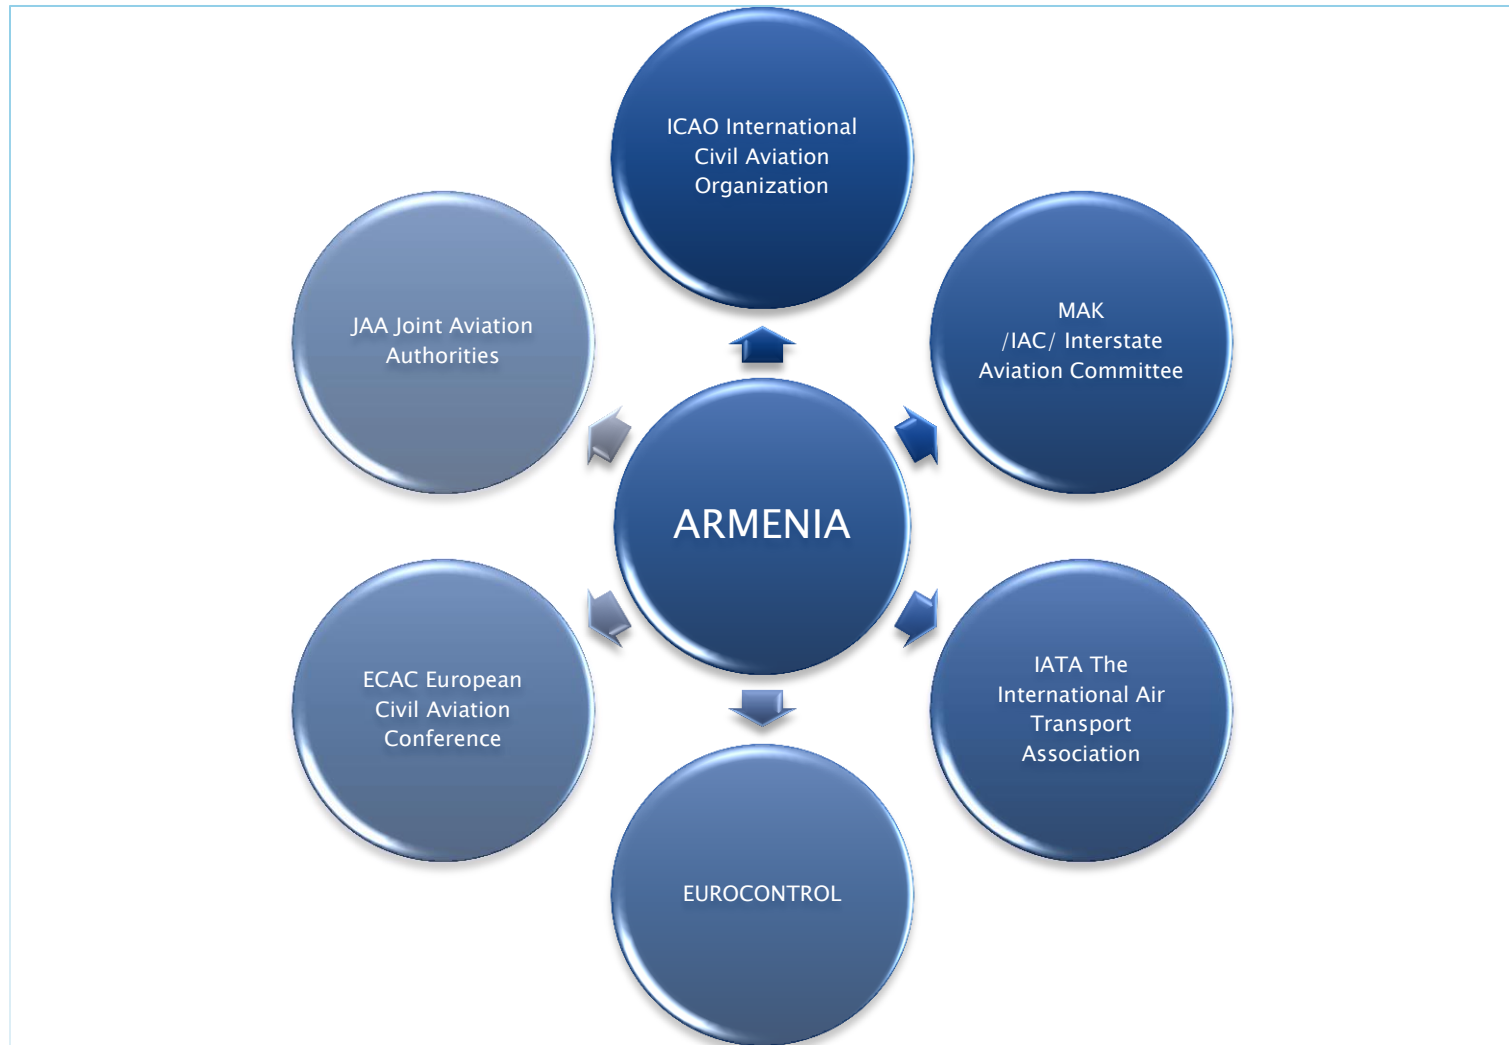 ICAO International
Civil Aviation
Organization
MAK
/IAC/ Interstate
Aviation Committee
IATA The
International Air
Transport
Association
EUROCONTROL
ECAC European
Civil Aviation
Conference
JAA Joint Aviation
Authorities
ARMENIA